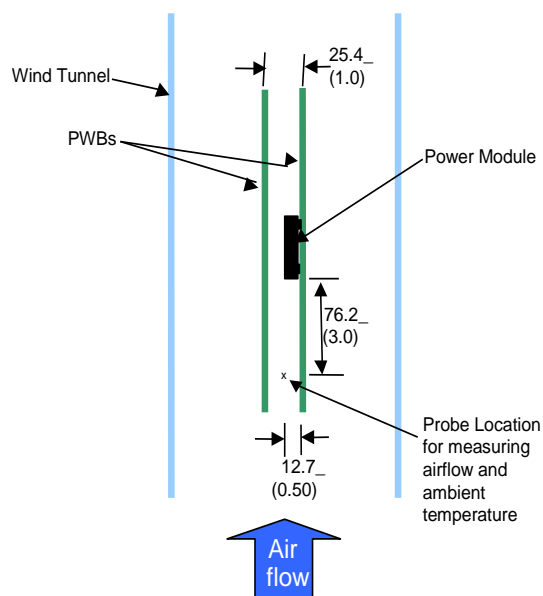 25.4_
(1.0)
Wind Tunnel
PWBs
Power Module
76.2_
(3.0)
x
Probe Location
for measuring
airflow and
ambient
temperature
12.7_
(0.50)
Air
flow